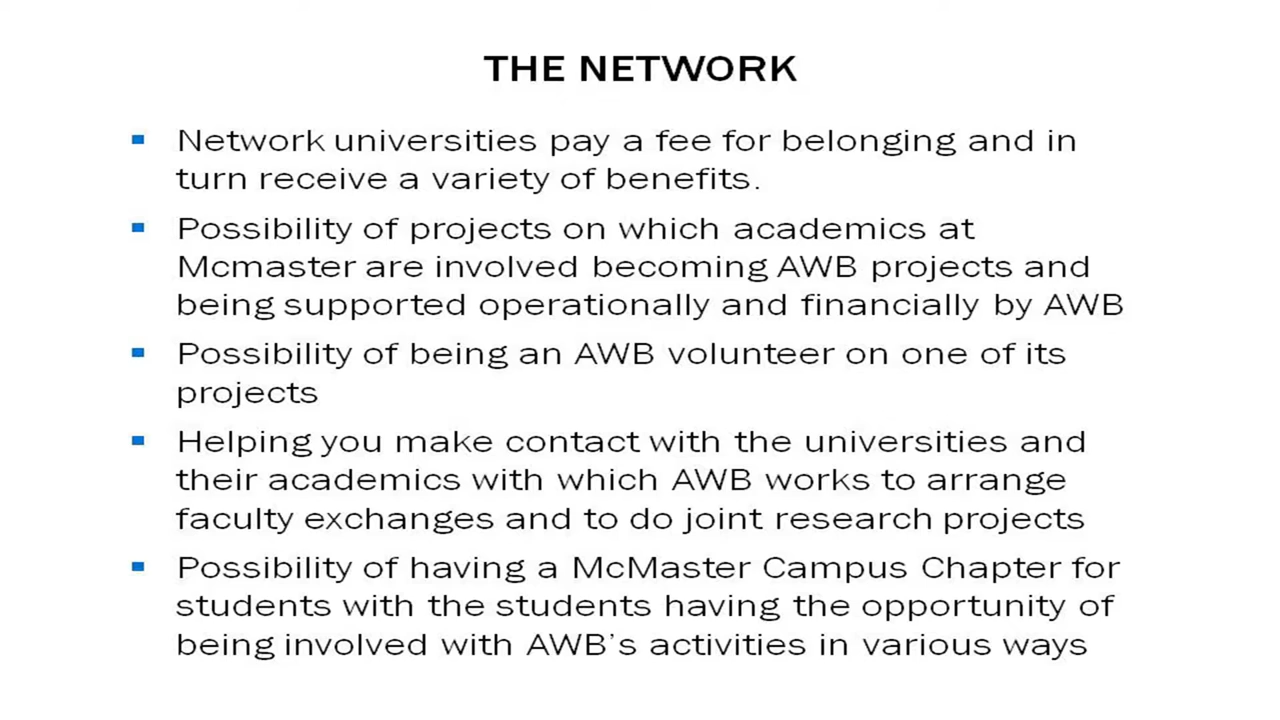 THE NETWORK
Network universities pay a fee for belonging and in
turn receive a variety of benefits.
Possibility of projects on which academics at
Mcmaster are involved becoming AWB projects and
being supported operationally and financially by AWB
Possibility of being an AWB volunteer on one of its
projects
Helping you make contact with the universities and
their academics with which AWB works to arrange
faculty exchanges and to do joint research projects
Possibility of having a McMaster Campus Chapter for
students with the students having the opportunity of
being involved with AWB's activities in various ways